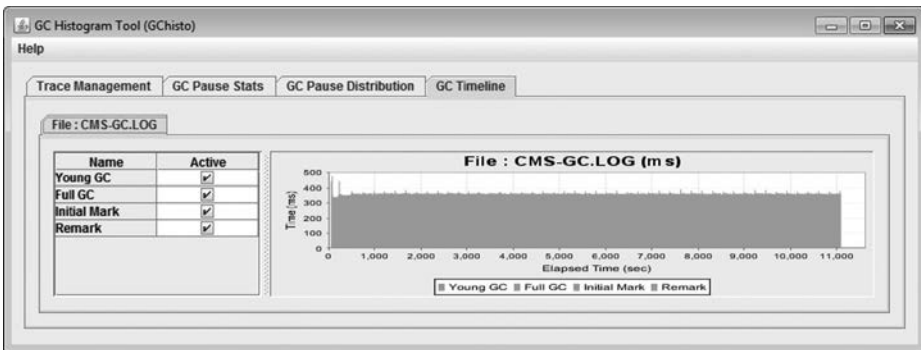 GC Histogram Tool (GChisto)
Help
Trace Management GC Pause Stats GC Pause Distribution GC Timeline
File : CMS-GC.LOG
Name Active
Young GC
Full GC
Initial Mark
Remark
File : CMS-GC.LOG (ms)
Time (ms)
500
400
300
200
100
0
0 1,000 2,000 3,000 4,000 5,000 6,000 7,000 8,000 9,000 10,000 11,000
Elapsed Time (sec)
Young GC Full GC Initial Mark Remark